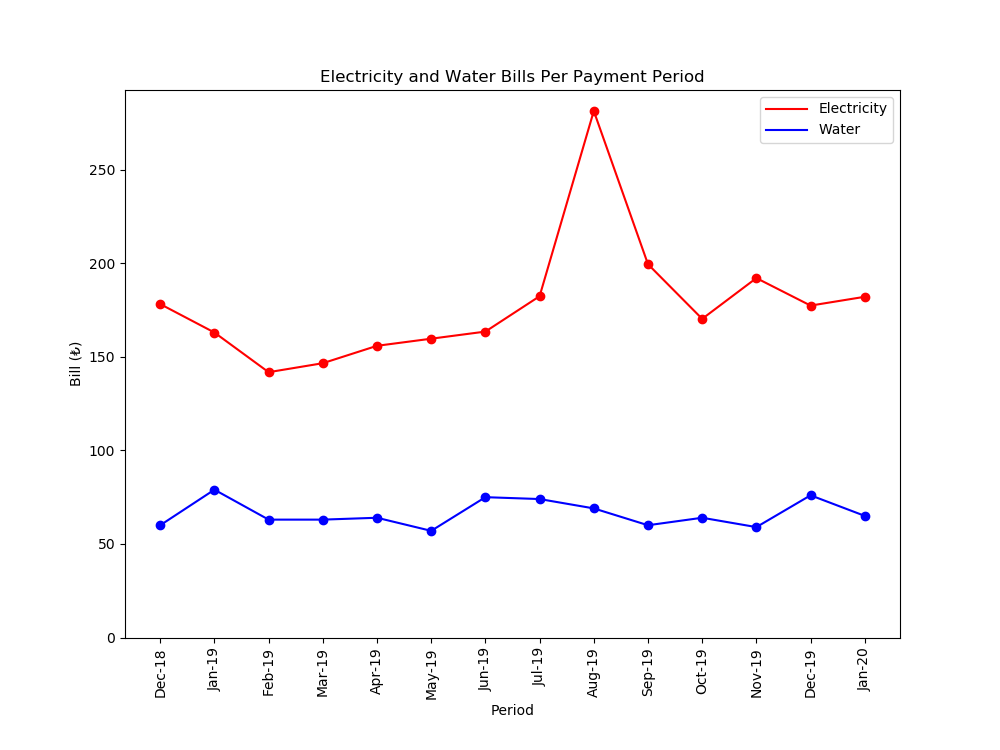 Electricity and Water Bills Per Payment Period
Electricity
Water
250
200
150
100
50
0
Bill (₺)
Dec-18
Jan-19
Feb-19
Mar-19
Apr-19
May-19
Jun-19
Jul-19
Aug-19
Sep-19
Oct-19
Nov-19
Dec-19
Jan-20
Period